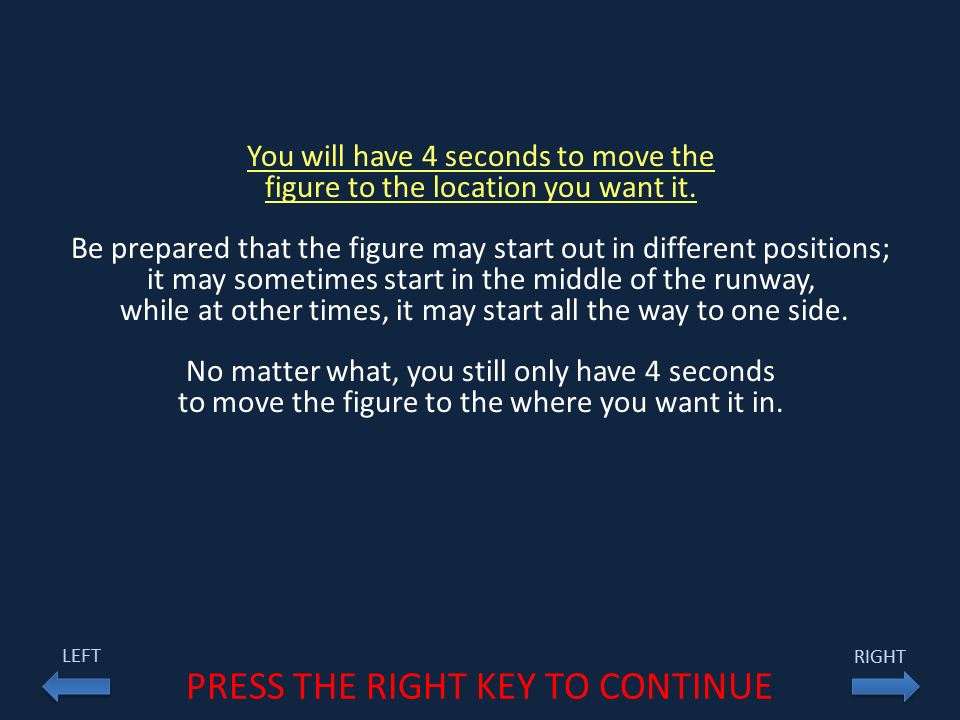 You will have 4 seconds to move the
figure to the location you want it.
Be prepared that the figure may start out in different positions;
it may sometimes start in the middle of the runway,
while at other times, it may start all the way to one side.
No matter what, you still only have 4 seconds
to move the figure to the where you want it in.
LEFT
RIGHT
PRESS THE RIGHT KEY TO CONTINUE